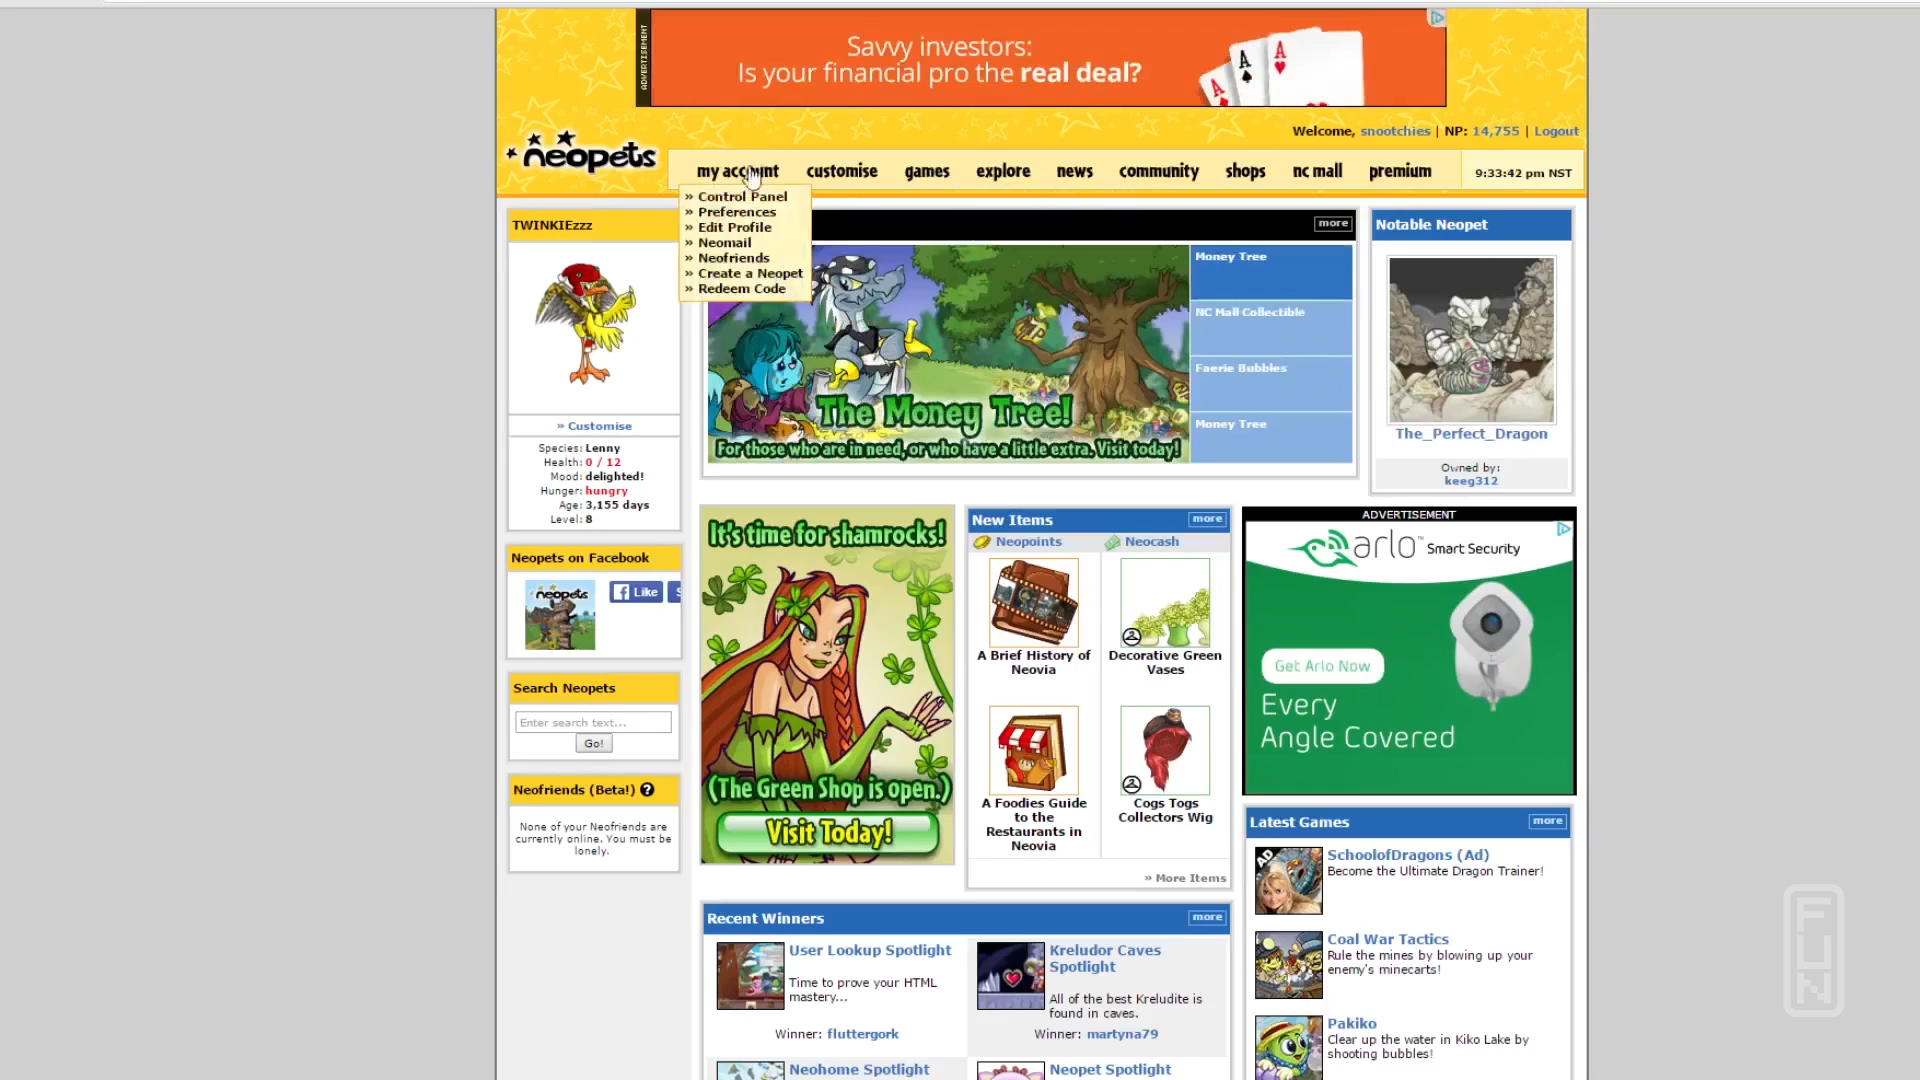 ADVERTISEMENT
Savvy investors:
Is your financial pro the real deal?
A
A
A
Welcome, snootchies | NP: 14,755 | Logout
neopets
my account
customise
games
explore
news
community
shops
nc mall
premium
9:33:42 pm NST
» Control Panel
» Preferences
» Edit Profile
» Neomail
» Neofriends
» Create a Neopet
» Redeem Code
TWINKIEzzz
» Customise
Species: Lenny
Health: 0 / 12
Mood: delighted!
Hunger: hungry
Age: 3,155 days
Level: 8
Neopets on Facebook
neopets
Like
S
Search Neopets
Enter search text...
Go!
Neofriends (Beta!) ?
None of your Neofriends are
currently online. You must be
lonely.
more
The Money Tree!
For those who are in need, or who have a little extra. Visit today!
Money Tree
NC Mall Collectible
Faerie Bubbles
Money Tree
Notable Neopet
The_Perfect_Dragon
Owned by:
keeg312
It's time for shamrocks!
(The Green Shop is open.)
Visit Today!
New Items
more
Neopoints
Neocash
A Brief History of
Neovia
Decorative Green
Vases
A Foodies Guide
to the
Restaurants in
Neovia
Cogs Togs
Collectors Wig
» More Items
ADVERTISEMENT
arlo™ Smart Security
Get Arlo Now
Every
Angle Covered
Latest Games
more
AD
SchoolofDragons (Ad)
Become the Ultimate Dragon Trainer!
Coal War Tactics
Rule the mines by blowing up your
enemy's minecarts!
Pakiko
Clear up the water in Kiko Lake by
shooting bubbles!
Recent Winners
more
User Lookup Spotlight
Time to prove your HTML
mastery...
Winner: fluttergork
Kreludor Caves
Spotlight
All of the best Kreludite is
found in caves.
Winner: martyna79
Neohome Spotlight
Neopet Spotlight
FUN